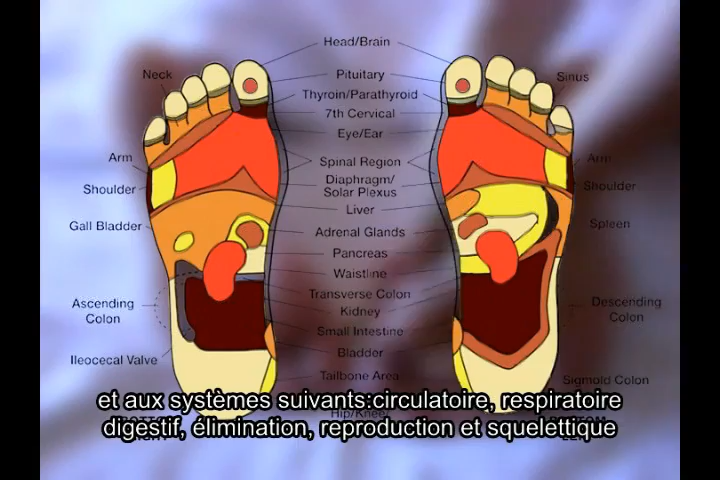 Head/Brain
Neck
Pituitary
Sinus
Thyroin/Parathyroid
7th Cervical
Eye/Ear
Arm
Spinal Region
Arm
Shoulder
Diaphragm/
Solar Plexus
Shoulder
Liver
Gall Bladder
Adrenal Glands
Spleen
Pancreas
Waistline
Ascending
Colon
Transverse Colon
Descending
Colon
Kidney
Small Intestine
Ileocecal Valve
Bladder
Tailbone Area
Sigmoid Colon
Hip/Knee
et aux systèmes suivants:circulatoire, respiratoire
digestif, élimination, reproduction et squelettique